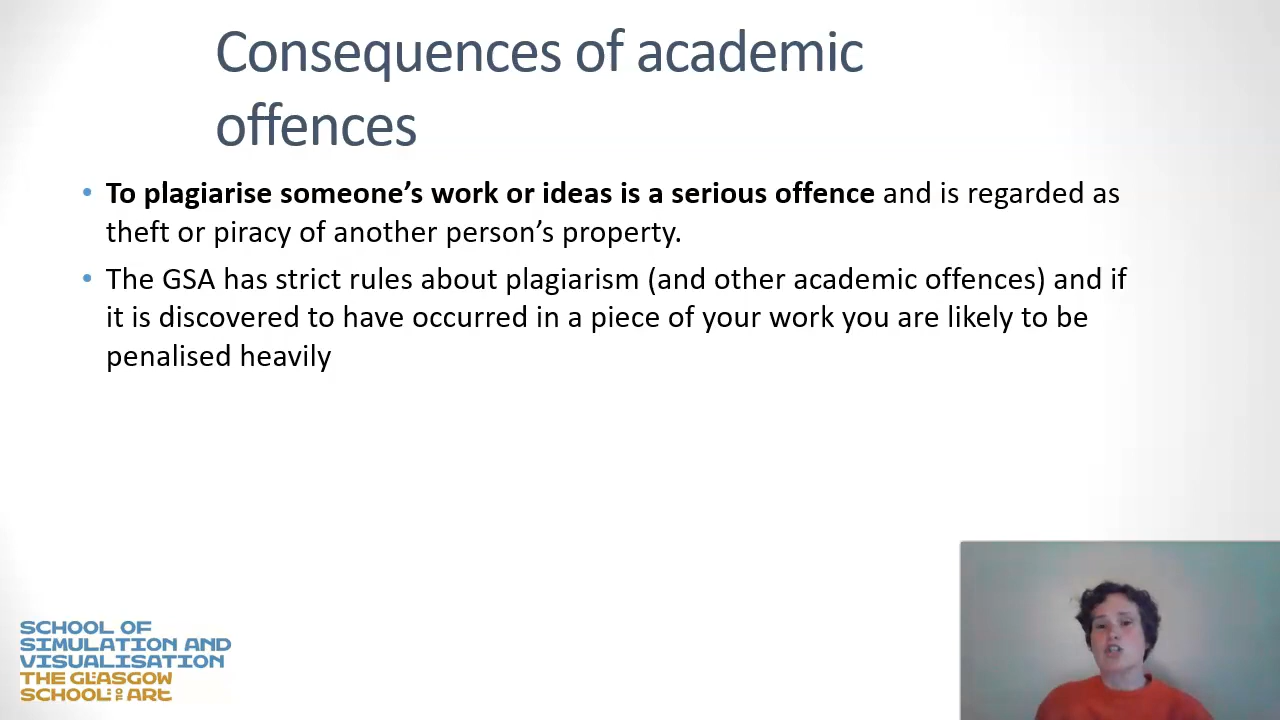 Consequences of academic
offences
• To plagiarise someone’s work or ideas is a serious offence and is regarded as
theft or piracy of another person’s property.
• The GSA has strict rules about plagiarism (and other academic offences) and if
it is discovered to have occurred in a piece of your work you are likely to be
penalised heavily
SCHOOL OF
SIMULATION AND
VISUALISATION
THE GLASGOW
SCHOOL OF ART